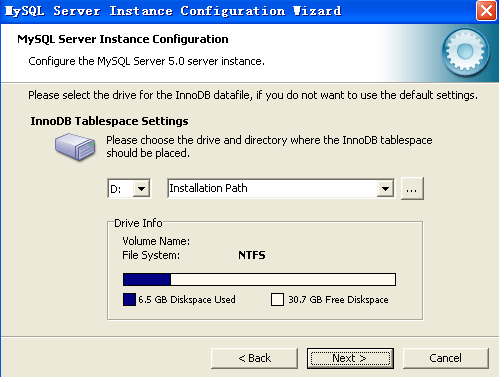 MySQL Server Instance Configuration Wizard
MySQL Server Instance Configuration
Configure the MySQL Server 5.0 server instance.
Please select the drive for the InnoDB datafile, if you do not want to use the default settings.
InnoDB Tablespace Settings
Please choose the drive and directory where the InnoDB tablespace
should be placed.
D: Installation Path ...
Drive Info
Volume Name:
File System: NTFS
6.5 GB Diskspace Used 30.7 GB Free Diskspace
< Back Next > Cancel